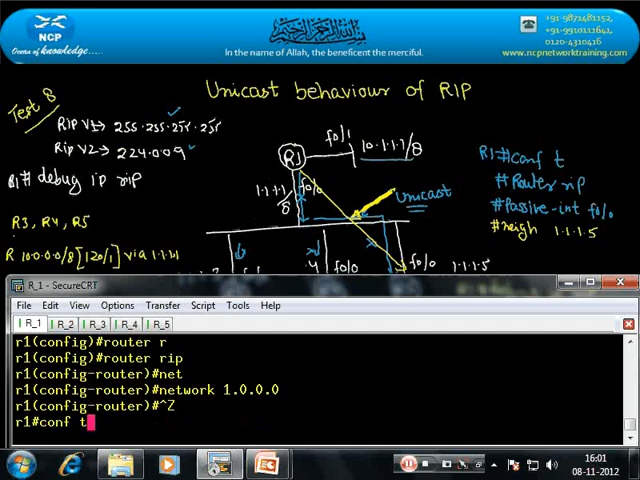 NCP
Ocean of knowledge...
In the name of Allah, the beneficent the merciful.
+91-9871481152,
+91-9910111641,
0120-4310416
www.ncpnetworktraining.com
Unicast behaviour of RIP
Test 8
RIP V1→ 255.255.255.255
Rip V2→ 224.0.0.9
R1# debug ip rip
R3, R4, R5
R 10.0.0.0/8 [120/1] via 1.1.1.1
R1
f0/1
10.1.1.1/8
1.1.1.1
/8
f0/0
Unicast
R1#Conf t
#Router rip
#Passive-int f0/0
#neigh 1.1.1.5
.4
f0/0
f0/0
1.1.1.5
R_1 - SecureCRT
File Edit View Options Transfer Script Tools Help
R_1 R_2 R_3 R_4 R_5
r1(config)#router r
r1(config)#router rip
r1(config-router)#net
r1(config-router)#network 1.0.0.0
r1(config-router)#^Z
r1#conf t
16:01
08-11-2012